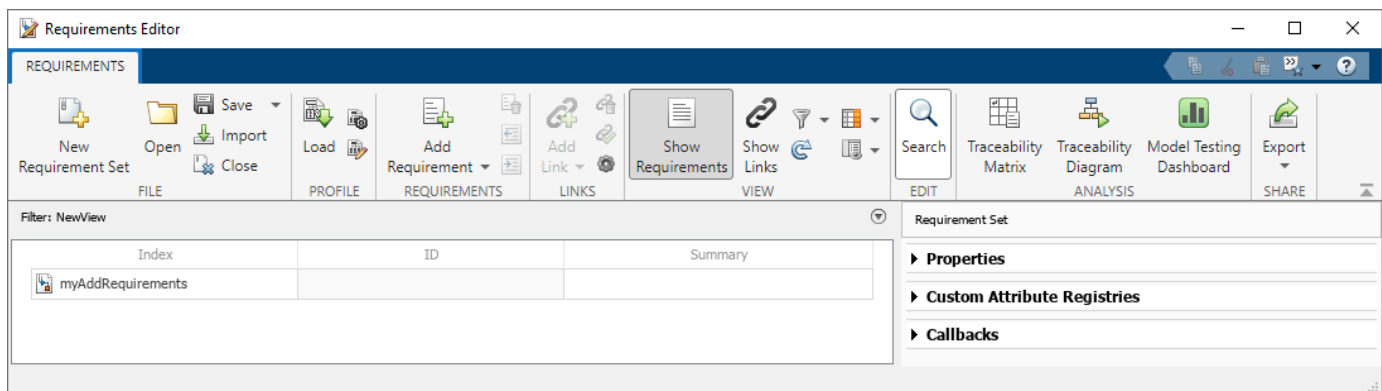 Requirements Editor
REQUIREMENTS
New Requirement Set
Open
Save
Import
Close
FILE
Load
PROFILE
Add Requirement
REQUIREMENTS
Add Link
LINKS
Show Requirements
Show Links
VIEW
Search
EDIT
Traceability Matrix
Traceability Diagram
Model Testing Dashboard
ANALYSIS
Export
SHARE
Filter: NewView
Requirement Set
Index ID Summary
myAddRequirements
Properties
Custom Attribute Registries
Callbacks